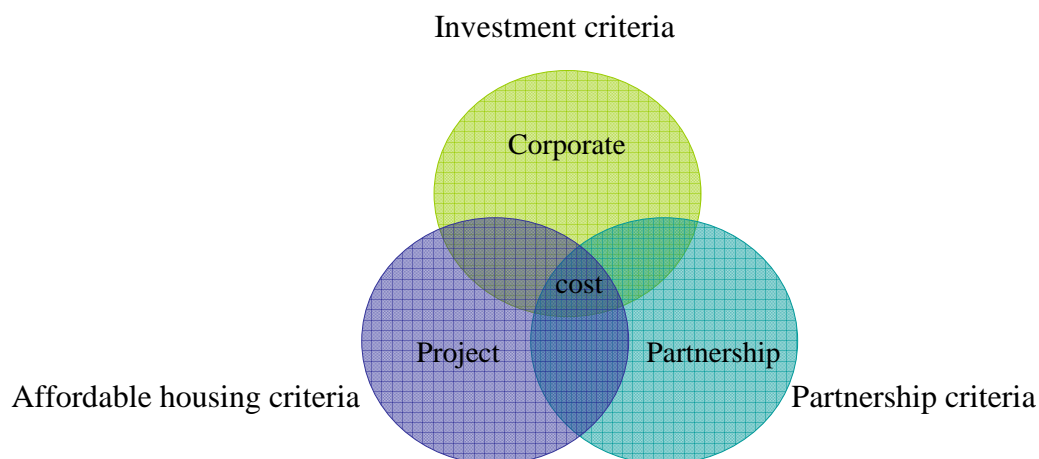 Investment criteria
Corporate
cost
Project
Partnership
Affordable housing criteria
Partnership criteria